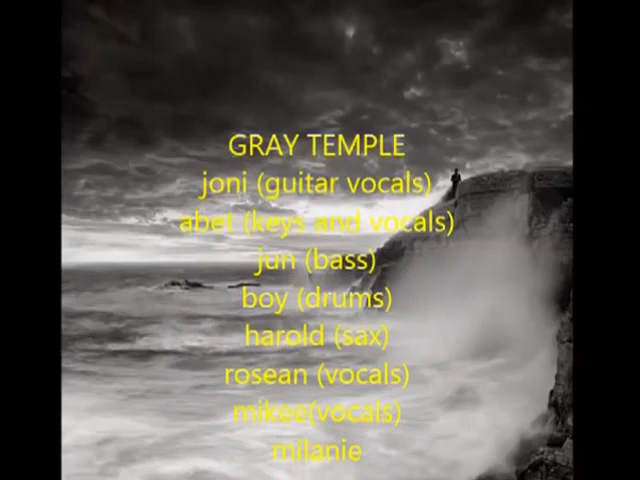 GRAY TEMPLE
joni (guitar vocals)
abet (keys and vocals)
jun (bass)
boy (drums)
harold (sax)
rosean (vocals)
mikee(vocals)
milanie